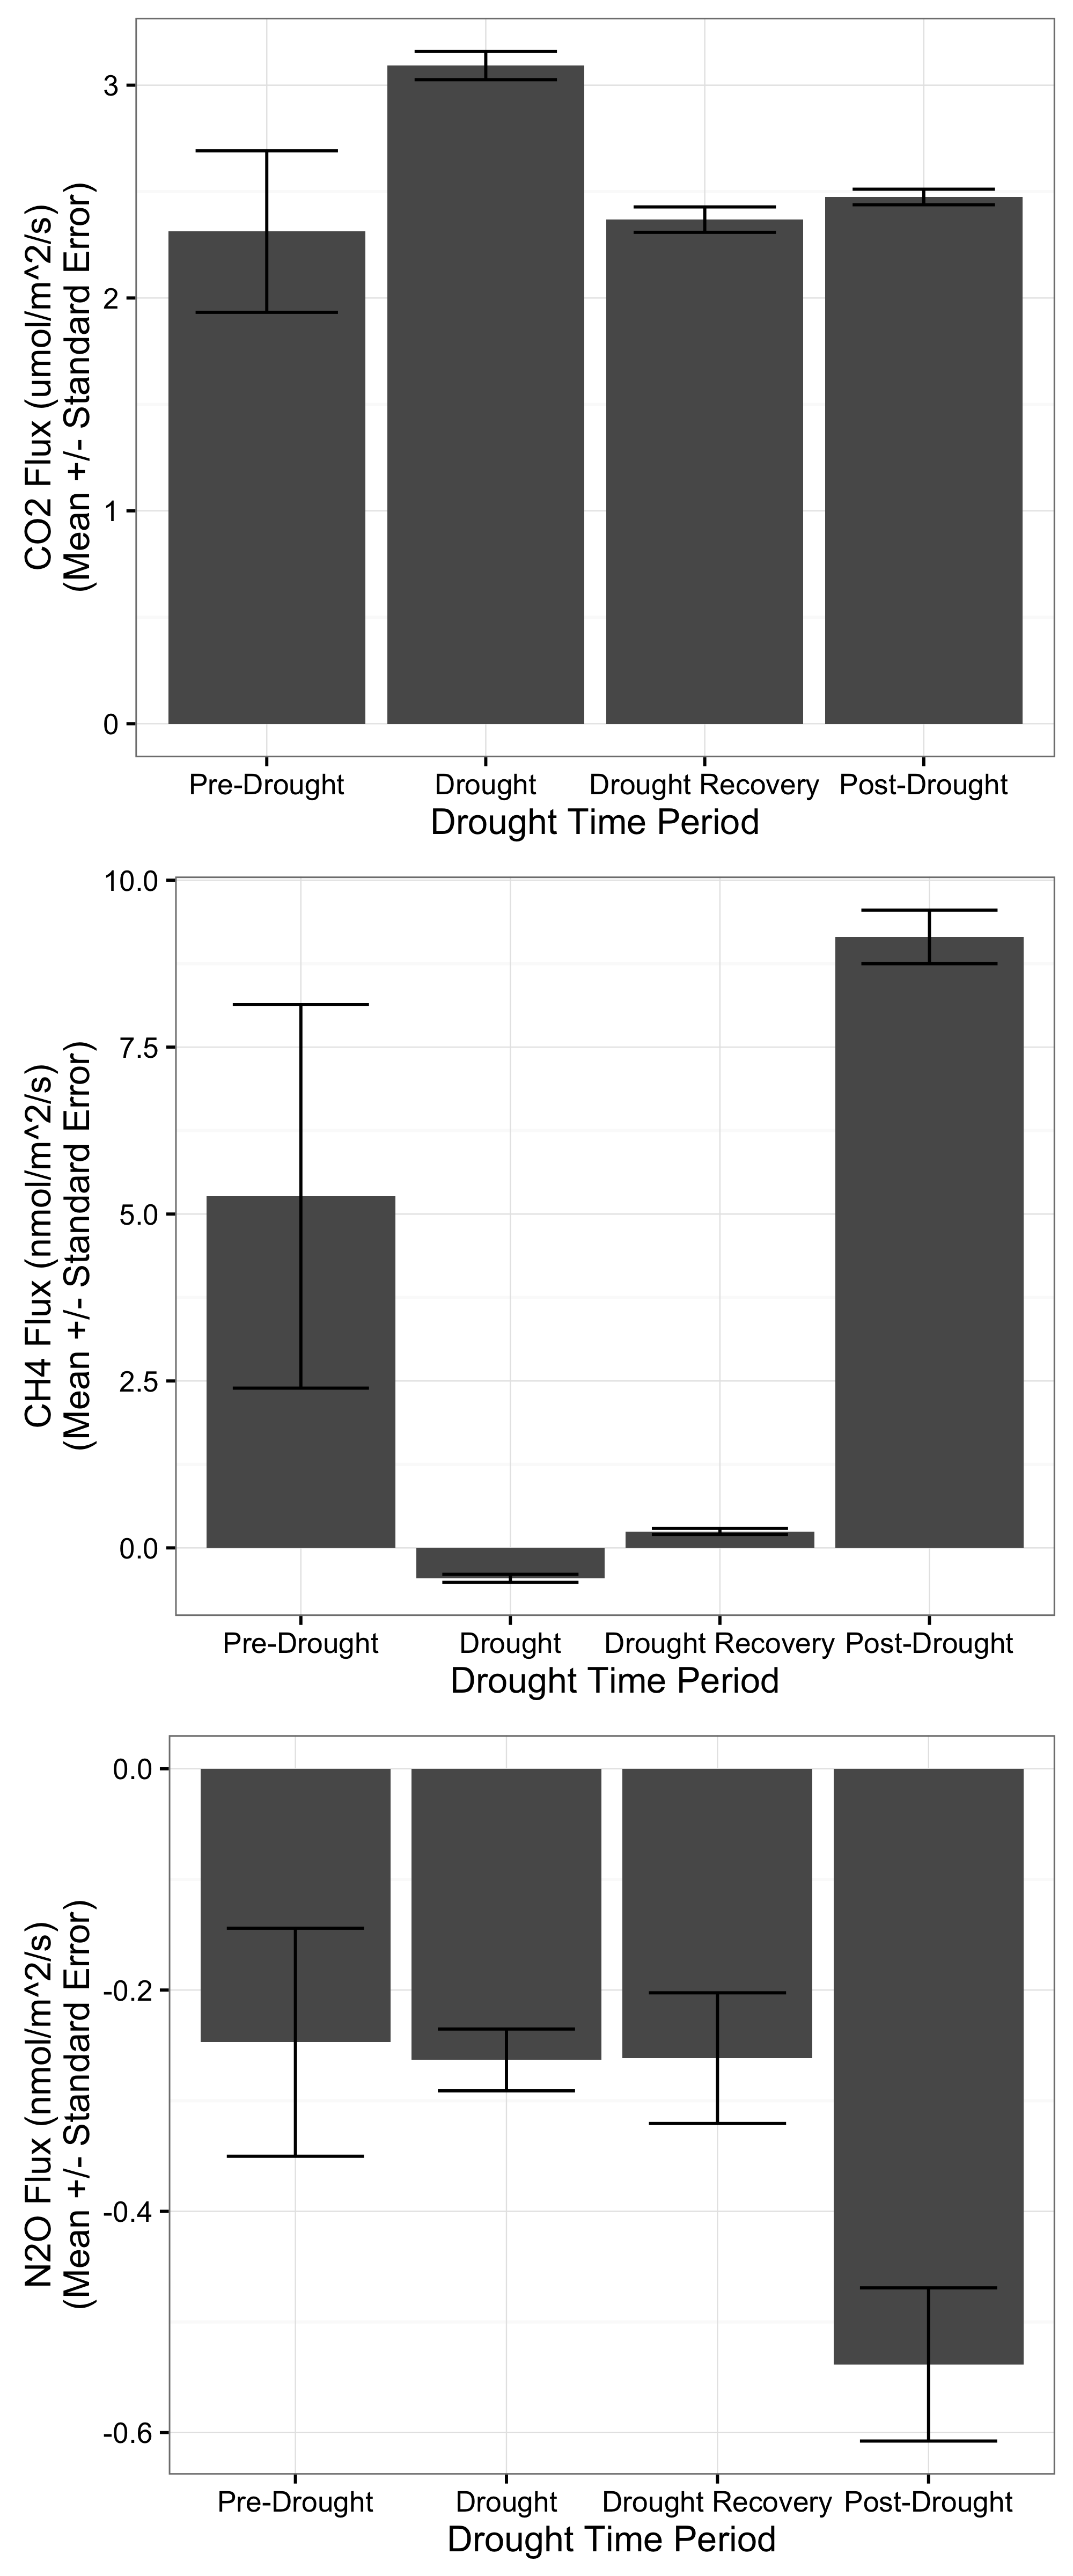 CO2 Flux (umol/m^2/s)
(Mean +/- Standard Error)
3
2
1
0
Pre-Drought Drought Drought Recovery Post-Drought
Drought Time Period
CH4 Flux (nmol/m^2/s)
(Mean +/- Standard Error)
10.0
7.5
5.0
2.5
0.0
Pre-Drought Drought Drought Recovery Post-Drought
Drought Time Period
N2O Flux (nmol/m^2/s)
(Mean +/- Standard Error)
0.0
-0.2
-0.4
-0.6
Pre-Drought Drought Drought Recovery Post-Drought
Drought Time Period